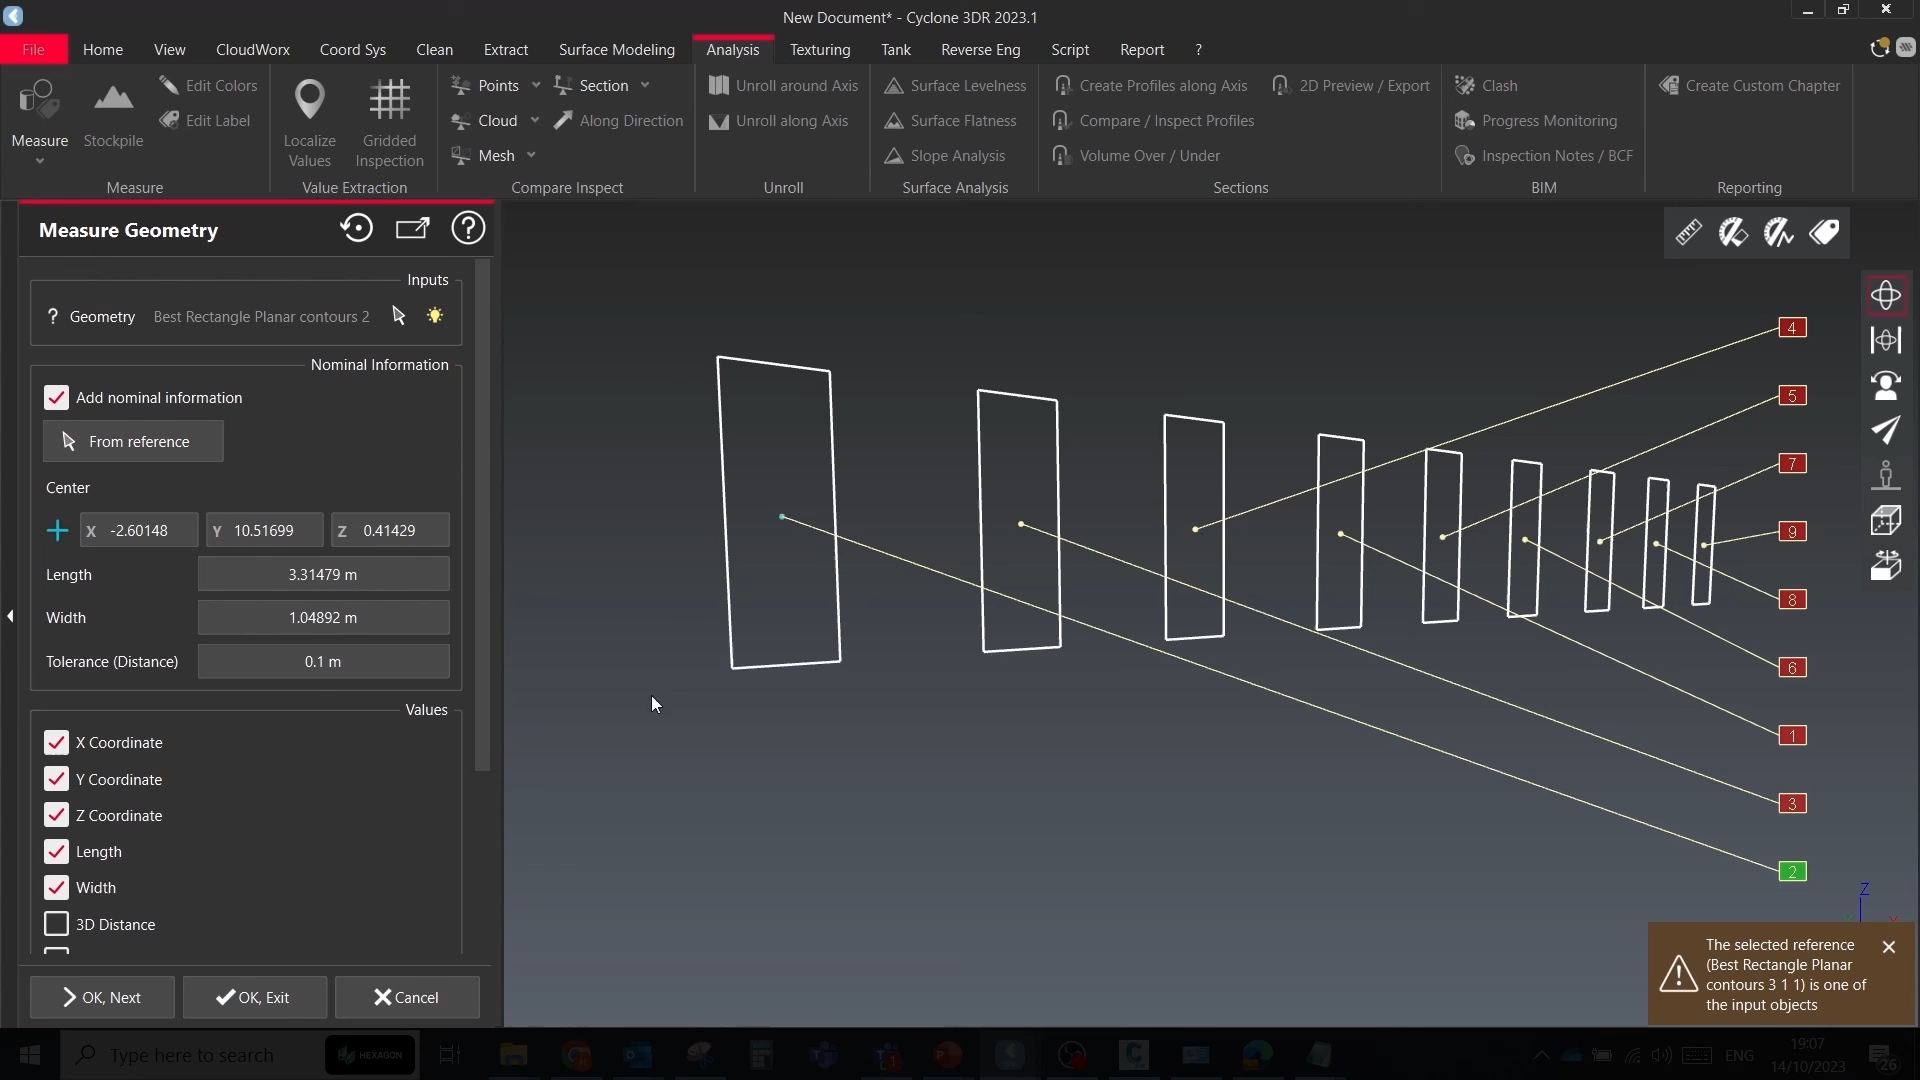 New Document* - Cyclone 3DR 2023.1
File Home View CloudWorx Coord Sys Clean Extract Surface Modeling Analysis Texturing Tank Reverse Eng Script Report ?
Measure
Stockpile
Edit Colors
Edit Label
Measure
Localize
Values
Gridded
Inspection
Value Extraction
Points
Section
Cloud
Along Direction
Mesh
Compare Inspect
Unroll around Axis
Unroll along Axis
Unroll
Surface Levelness
Surface Flatness
Slope Analysis
Surface Analysis
Create Profiles along Axis
2D Preview / Export
Compare / Inspect Profiles
Volume Over / Under
Sections
Clash
Progress Monitoring
Inspection Notes / BCF
BIM
Create Custom Chapter
Reporting
Measure Geometry
Inputs
? Geometry Best Rectangle Planar contours 2
Nominal Information
Add nominal information
From reference
Center
X -2.60148 Y 10.51699 Z 0.41429
Length 3.31479 m
Width 1.04892 m
Tolerance (Distance) 0.1 m
Values
X Coordinate
Y Coordinate
Z Coordinate
Length
Width
3D Distance
OK, Next OK, Exit Cancel
4
5
7
9
8
6
1
3
2
Z
The selected reference
(Best Rectangle Planar
contours 3 1 1) is one of
the input objects
Type here to search
HEXAGON
ENG
19:07
14/10/2023
26